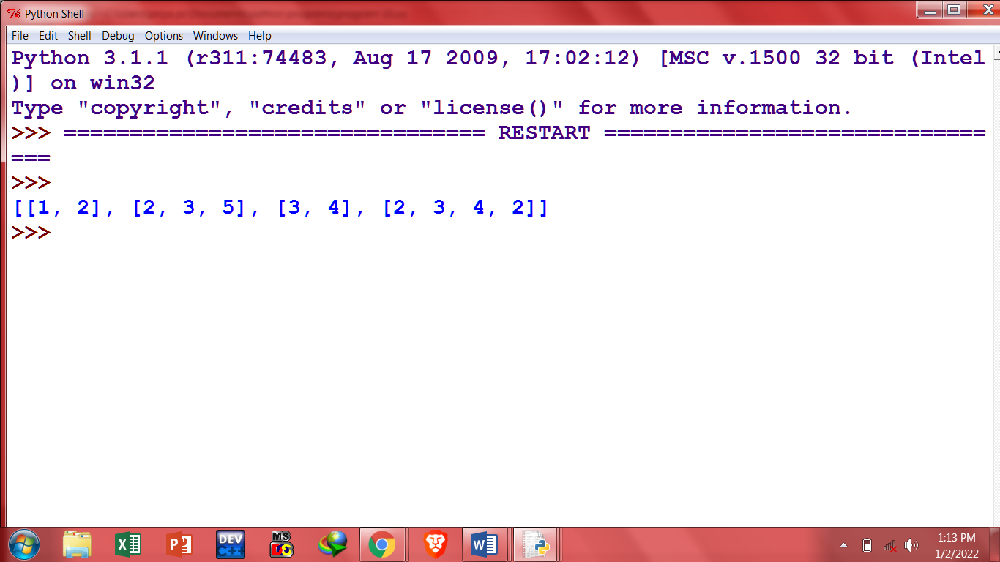 Python Shell
File Edit Shell Debug Options Windows Help
Python 3.1.1 (r311:74483, Aug 17 2009, 17:02:12) [MSC v.1500 32 bit (Intel
)] on win32
Type "copyright", "credits" or "license()" for more information.
>>> ================================ RESTART =============================
===
>>>
[[1, 2], [2, 3, 5], [3, 4], [2, 3, 4, 2]]
>>>
DEV
C++
MS
1:13 PM
1/2/2022